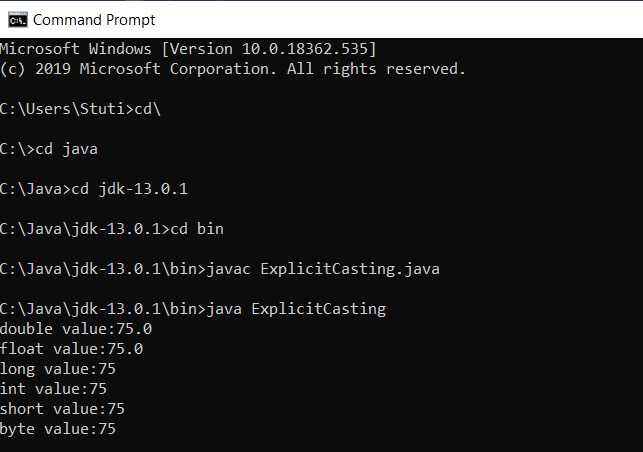 Command Prompt
Microsoft Windows [Version 10.0.18362.535]
(c) 2019 Microsoft Corporation. All rights reserved.
C:\Users\Stuti>cd\
C:\>cd java
C:\Java>cd jdk-13.0.1
C:\Java\jdk-13.0.1>cd bin
C:\Java\jdk-13.0.1\bin>javac ExplicitCasting.java
C:\Java\jdk-13.0.1\bin>java ExplicitCasting
double value:75.0
float value:75.0
long value:75
int value:75
short value:75
byte value:75